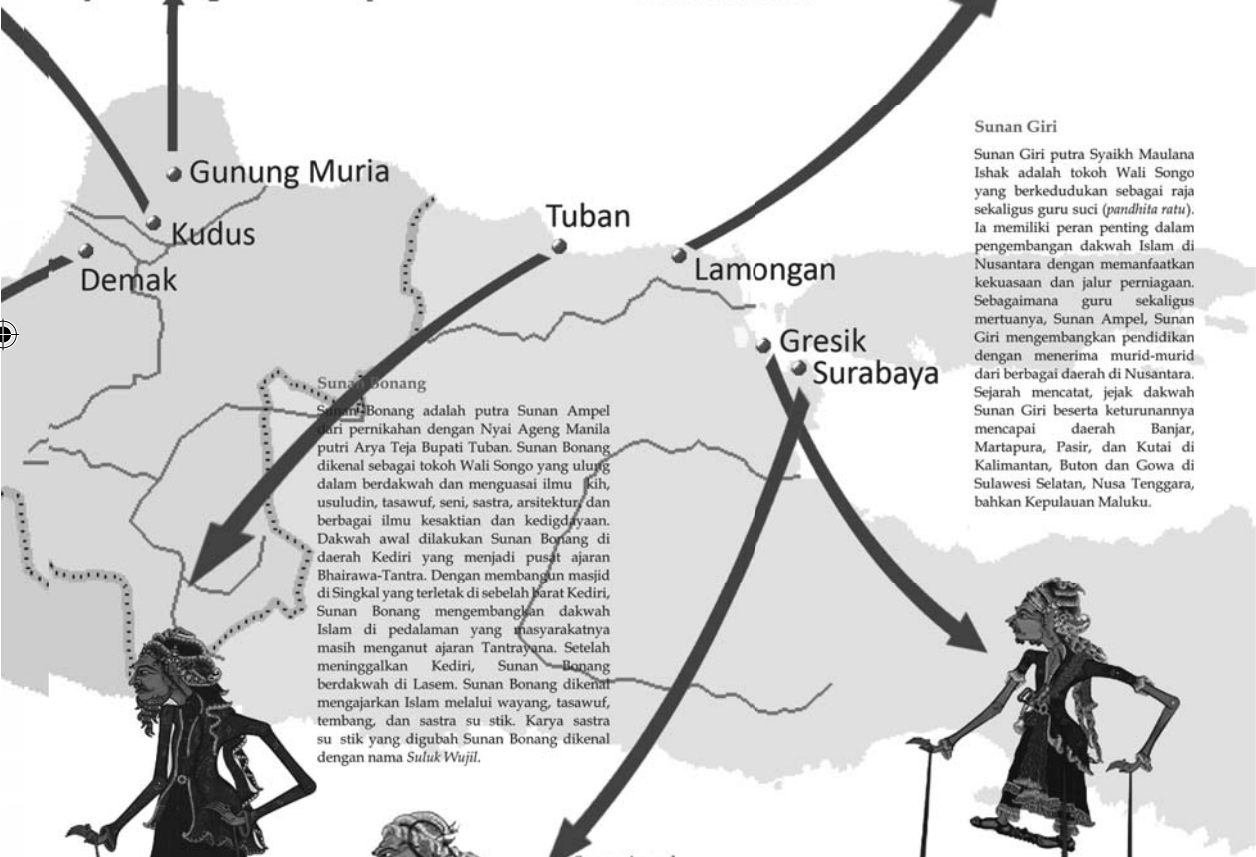 Gunung Muria
Kudus
Demak
Tuban
Lamongan
Gresik
Surabaya
Sunan Bonang
Sunan Bonang adalah putra Sunan Ampel
dari pernikahan dengan Nyai Ageng Manila
putri Arya Teja Bupati Tuban. Sunan Bonang
dikenal sebagai tokoh Wali Songo yang ulung
dalam berdakwah dan menguasai ilmu kih,
usuludin, tasawuf, seni, sastra, arsitektur, dan
berbagai ilmu kesaktian dan kedigdayaan.
Dakwah awal dilakukan Sunan Bonang di
daerah Kediri yang menjadi pusat ajaran
Bhairawa-Tantra. Dengan membangun masjid
di Singkal yang terletak di sebelah barat Kediri,
Sunan Bonang mengembangkan dakwah
Islam di pedalaman yang masyarakatnya
masih menganut ajaran Tantrayana. Setelah
meninggalkan Kediri, Sunan Bonang
berdakwah di Lasem. Sunan Bonang dikenal
mengajarkan Islam melalui wayang, tasawuf,
tembang, dan sastra su stik. Karya sastra
su stik yang digubah Sunan Bonang dikenal
dengan nama Suluk Wujil.
Sunan Giri
Sunan Giri putra Syaikh Maulana
Ishak adalah tokoh Wali Songo
yang berkedudukan sebagai raja
sekaligus guru suci (pandhita ratu).
Ia memiliki peran penting dalam
pengembangan dakwah Islam di
Nusantara dengan memanfaatkan
kekuasaan dan jalur perniagaan.
Sebagaimana guru sekaligus
mertuanya, Sunan Ampel, Sunan
Giri mengembangkan pendidikan
dengan menerima murid-murid
dari berbagai daerah di Nusantara.
Sejarah mencatat, jejak dakwah
Sunan Giri beserta keturunannya
mencapai daerah Banjar,
Martapura, Pasir, dan Kutai di
Kalimantan, Buton dan Gowa di
Sulawesi Selatan, Nusa Tenggara,
bahkan Kepulauan Maluku.